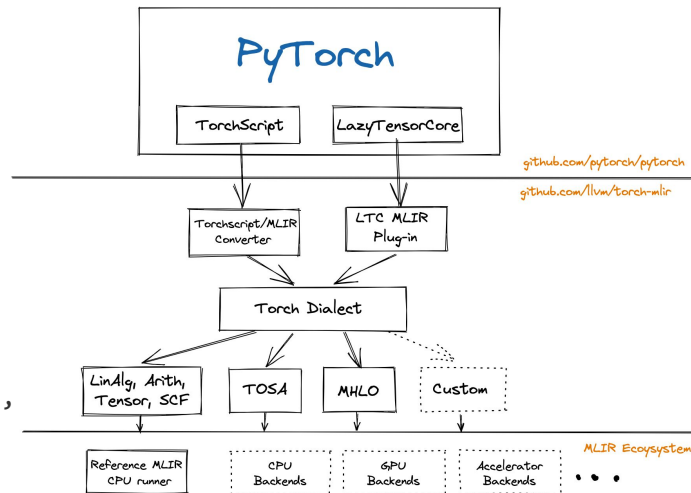 PyTorch
TorchScript
LazyTensorCore
github.com/pytorch/pytorch
github.com/llvm/torch-mlir
Torchscript/MLIR
Converter
LTC MLIR
Plug-in
Torch Dialect
LinAlg, Arith,
Tensor, SCF
TOSA
MHLO
Custom
,
MLIR Ecoysystem
Reference MLIR
CPU runner
CPU
Backends
GPU
Backends
Accelerator
Backends
• • •